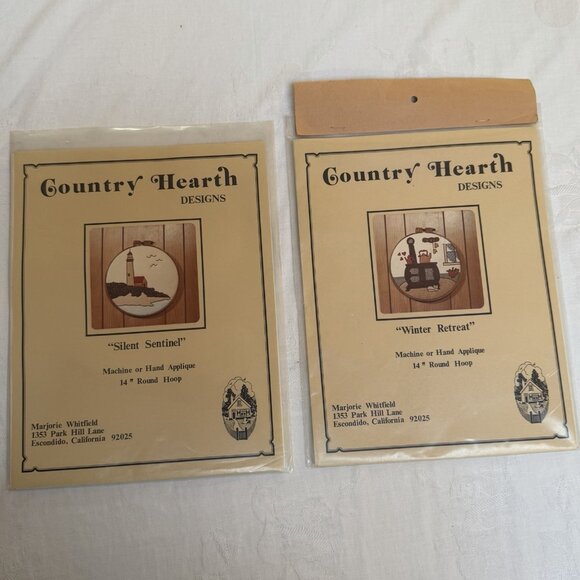 Country Hearth
DESIGNS
"Silent Sentinel"
Machine or Hand Applique
14" Round Hoop
Marjorie Whitfield
1353 Park Hill Lane
Escondido, California 92025
Country Hearth
DESIGNS
"Winter Retreat"
Machine or Hand Applique
14" Round Hoop
Marjorie Whitfield
1353 Park Hill Lane
Escondido, California 92025